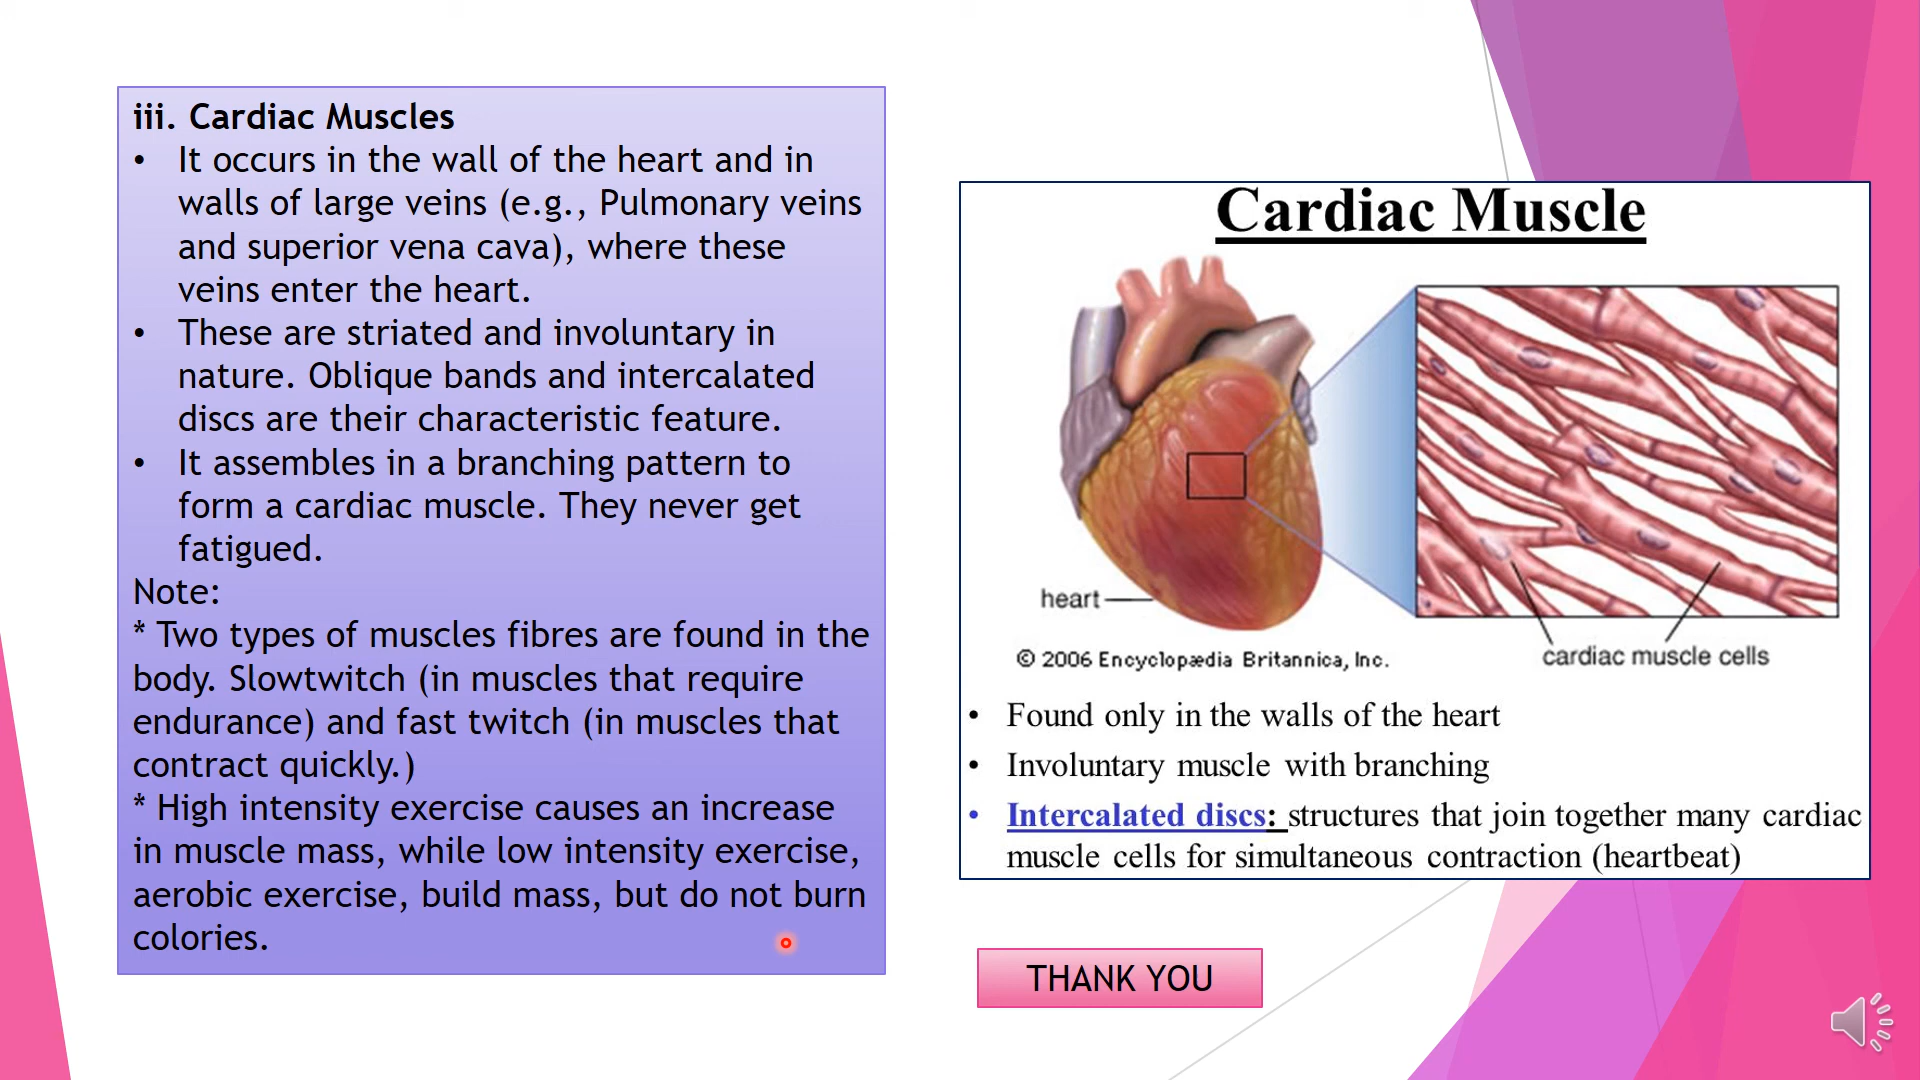 iii. Cardiac Muscles
• It occurs in the wall of the heart and in
walls of large veins (e.g., Pulmonary veins
and superior vena cava), where these
veins enter the heart.
• These are striated and involuntary in
nature. Oblique bands and intercalated
discs are their characteristic feature.
• It assembles in a branching pattern to
form a cardiac muscle. They never get
fatigued.
Note:
* Two types of muscles fibres are found in the
body. Slowtwitch (in muscles that require
endurance) and fast twitch (in muscles that
contract quickly.)
* High intensity exercise causes an increase
in muscle mass, while low intensity exercise,
aerobic exercise, build mass, but do not burn
colories.
Cardiac Muscle
heart
© 2006 Encyclopædia Britannica, Inc.
cardiac muscle cells
• Found only in the walls of the heart
• Involuntary muscle with branching
• Intercalated discs: structures that join together many cardiac
muscle cells for simultaneous contraction (heartbeat)
THANK YOU